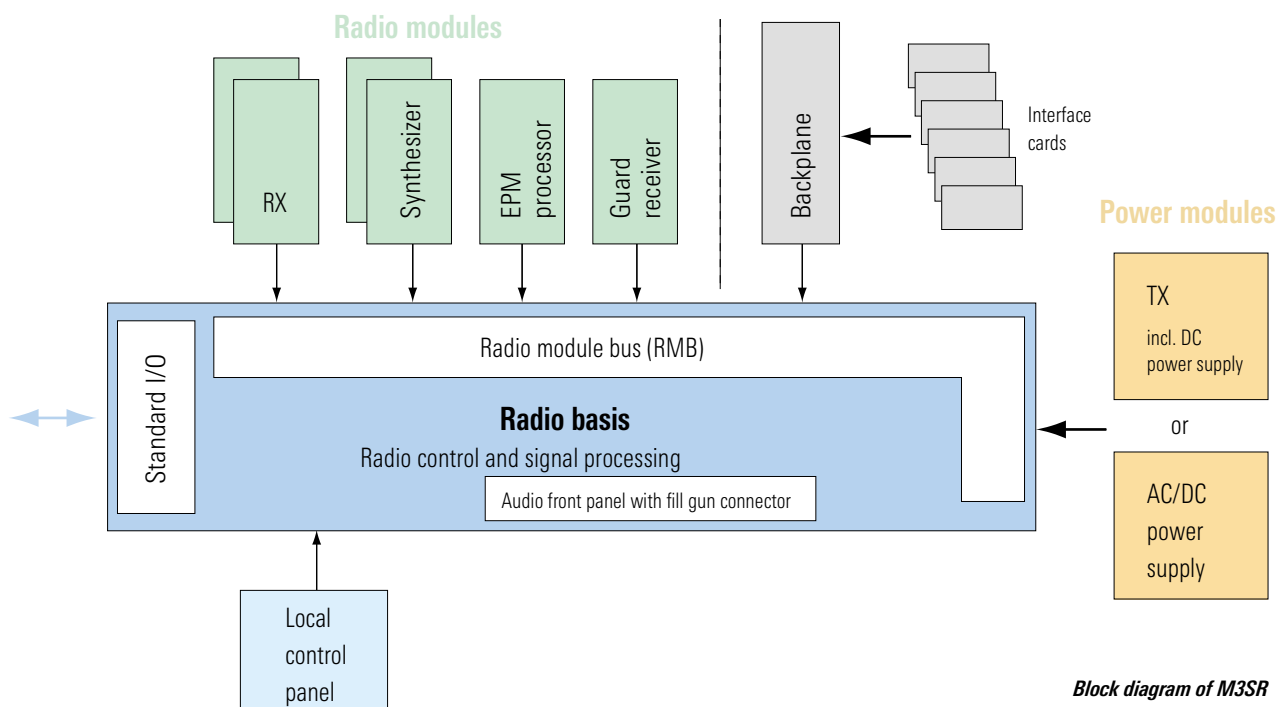 Radio modules
RX
Synthesizer
EPM
processor
Guard
receiver
Backplane
Interface
cards
Power modules
TX
incl. DC
power supply
or
AC/DC
power
supply
Standard I/O
Radio module bus (RMB)
Radio basis
Radio control and signal processing
Audio front panel with fill gun connector
Local
control
panel
Block diagram of M3SR